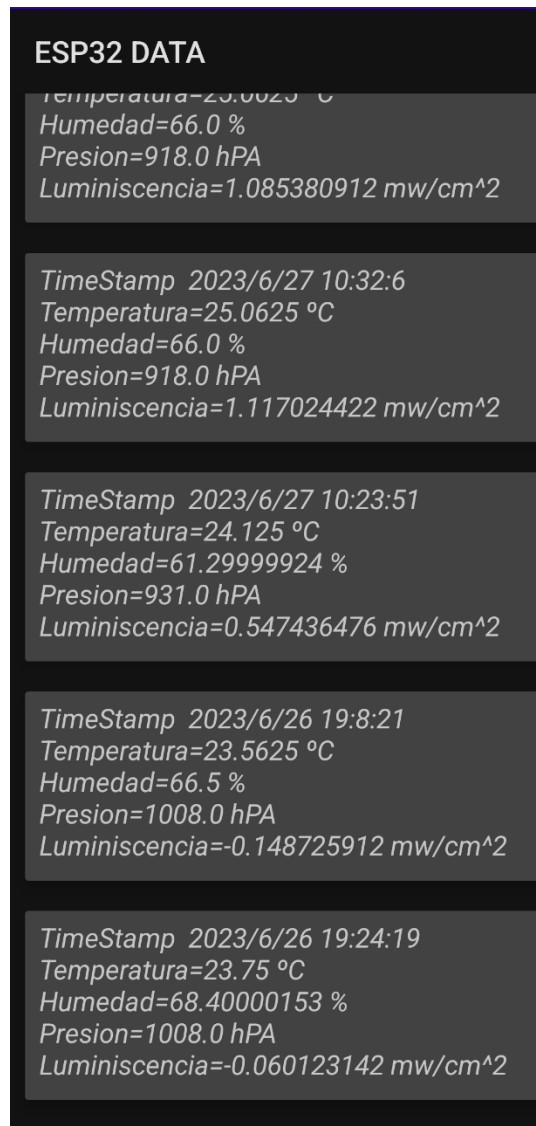 ESP32 DATA
Temperatura=25.0625 ºC
Humedad=66.0 %
Presion=918.0 hPA
Luminiscencia=1.085380912 mw/cm^2
TimeStamp  2023/6/27 10:32:6
Temperatura=25.0625 ºC
Humedad=66.0 %
Presion=918.0 hPA
Luminiscencia=1.117024422 mw/cm^2
TimeStamp  2023/6/27 10:23:51
Temperatura=24.125 ºC
Humedad=61.29999924 %
Presion=931.0 hPA
Luminiscencia=0.547436476 mw/cm^2
TimeStamp  2023/6/26 19:8:21
Temperatura=23.5625 ºC
Humedad=66.5 %
Presion=1008.0 hPA
Luminiscencia=-0.148725912 mw/cm^2
TimeStamp  2023/6/26 19:24:19
Temperatura=23.75 ºC
Humedad=68.40000153 %
Presion=1008.0 hPA
Luminiscencia=-0.060123142 mw/cm^2